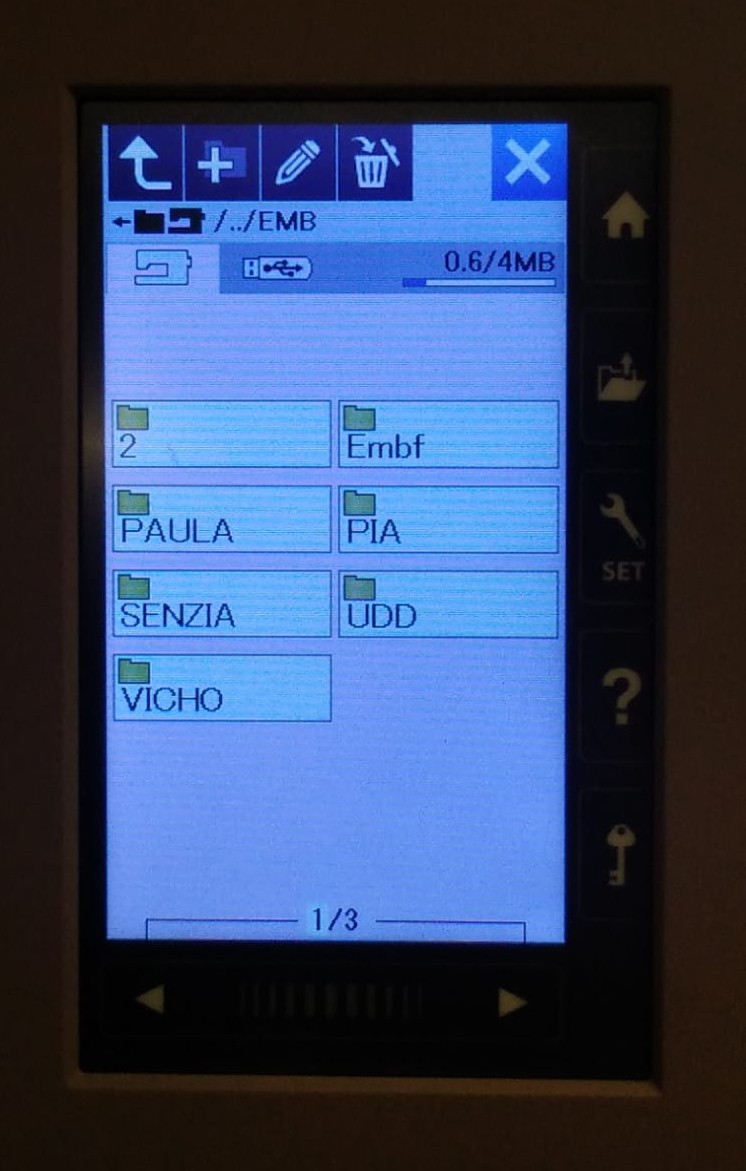 /../EMB
0.6/4MB
2
Embf
PAULA
PIA
SENZIA
UDD
VICHO
1/3
SET
?